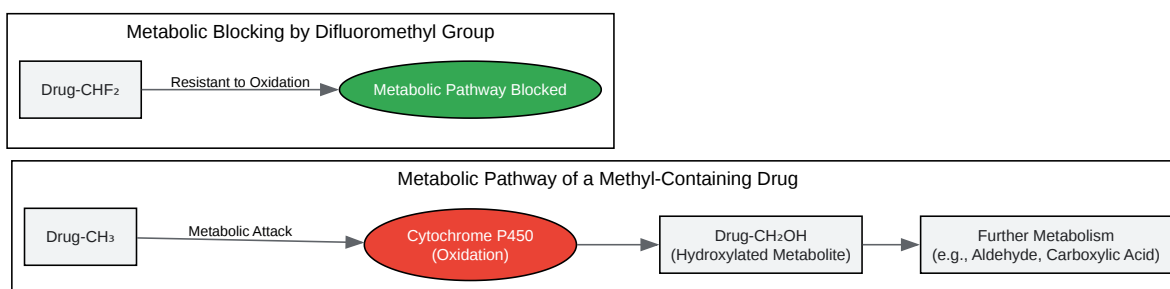 Metabolic Blocking by Difluoromethyl Group
Drug-CHF₂
Resistant to Oxidation
Metabolic Pathway Blocked
Metabolic Pathway of a Methyl-Containing Drug
Drug-CH₃
Metabolic Attack
Cytochrome P450
(Oxidation)
Drug-CH₂OH
(Hydroxylated Metabolite)
Further Metabolism
(e.g., Aldehyde, Carboxylic Acid)